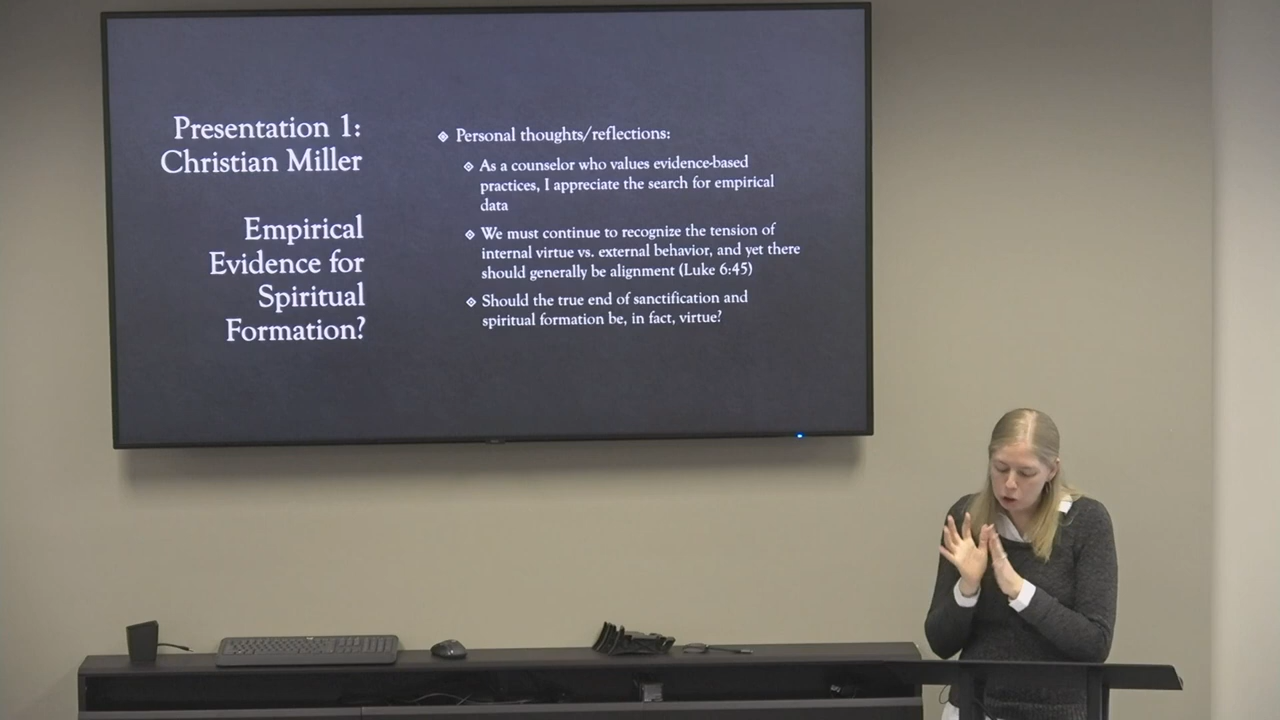 Presentation 1:
Christian Miller
Empirical
Evidence for
Spiritual
Formation?
Personal thoughts/reflections:
As a counselor who values evidence-based
practices, I appreciate the search for empirical
data
We must continue to recognize the tension of
internal virtue vs. external behavior, and yet there
should generally be alignment (Luke 6:45)
Should the true end of sanctification and
spiritual formation be, in fact, virtue?